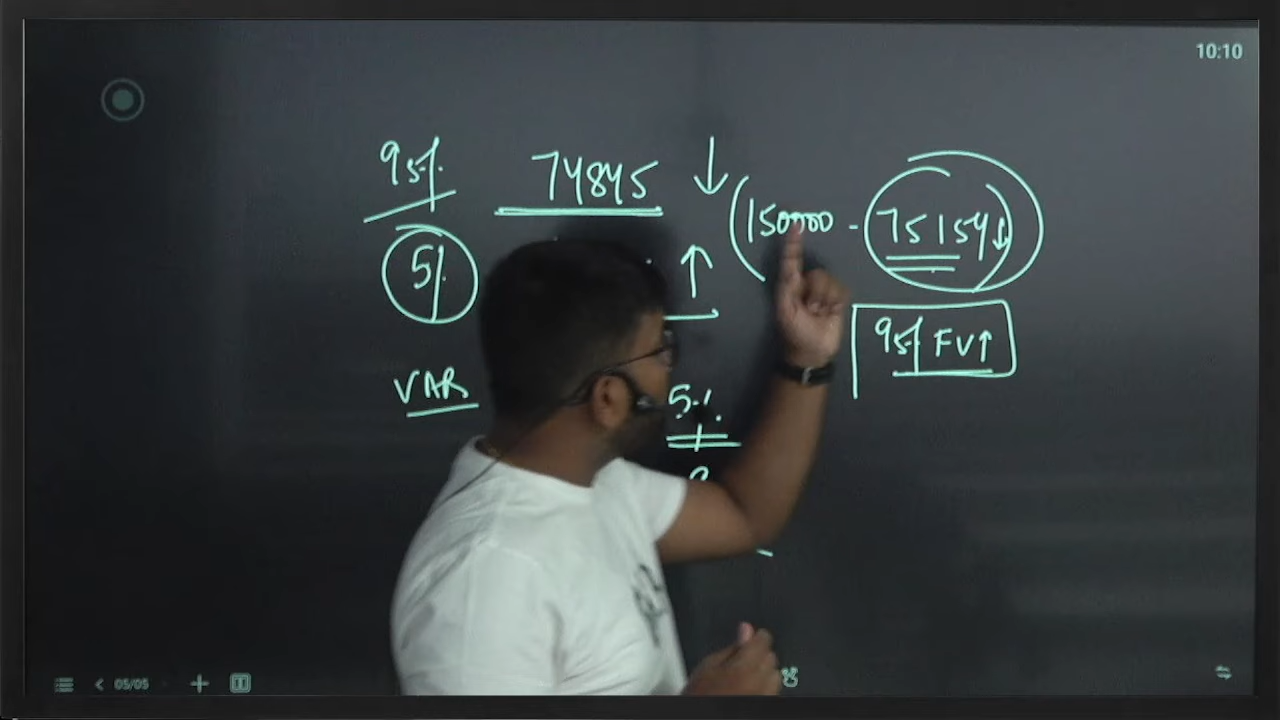 10:10
95% 74845 ↓
(150000 - 75154↓)
5% ↑
95% FV↑
VAR 5%
05/05